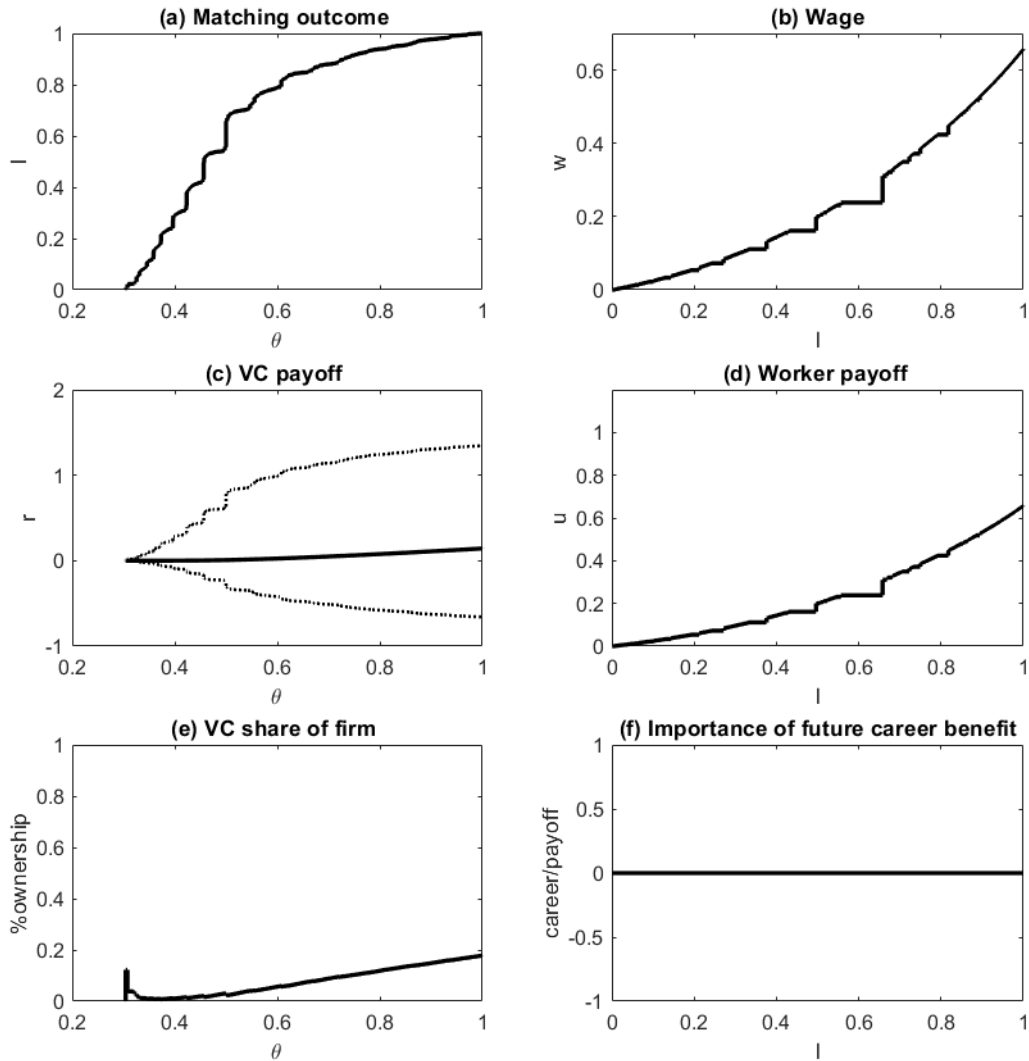 (a) Matching outcome
1
0.8
0.6
0.4
0.2
0
l
0.2 0.4 0.6 0.8 1
θ
(b) Wage
0.6
0.4
0.2
0
w
0 0.2 0.4 0.6 0.8 1
l
(c) VC payoff
2
1
0
-1
r
0.2 0.4 0.6 0.8 1
θ
(d) Worker payoff
1
0.8
0.6
0.4
0.2
0
u
0 0.2 0.4 0.6 0.8 1
l
(e) VC share of firm
1
0.8
0.6
0.4
0.2
0
%ownership
0.2 0.4 0.6 0.8 1
θ
(f) Importance of future career benefit
1
0.5
0
-0.5
-1
career/payoff
0 0.2 0.4 0.6 0.8 1
l